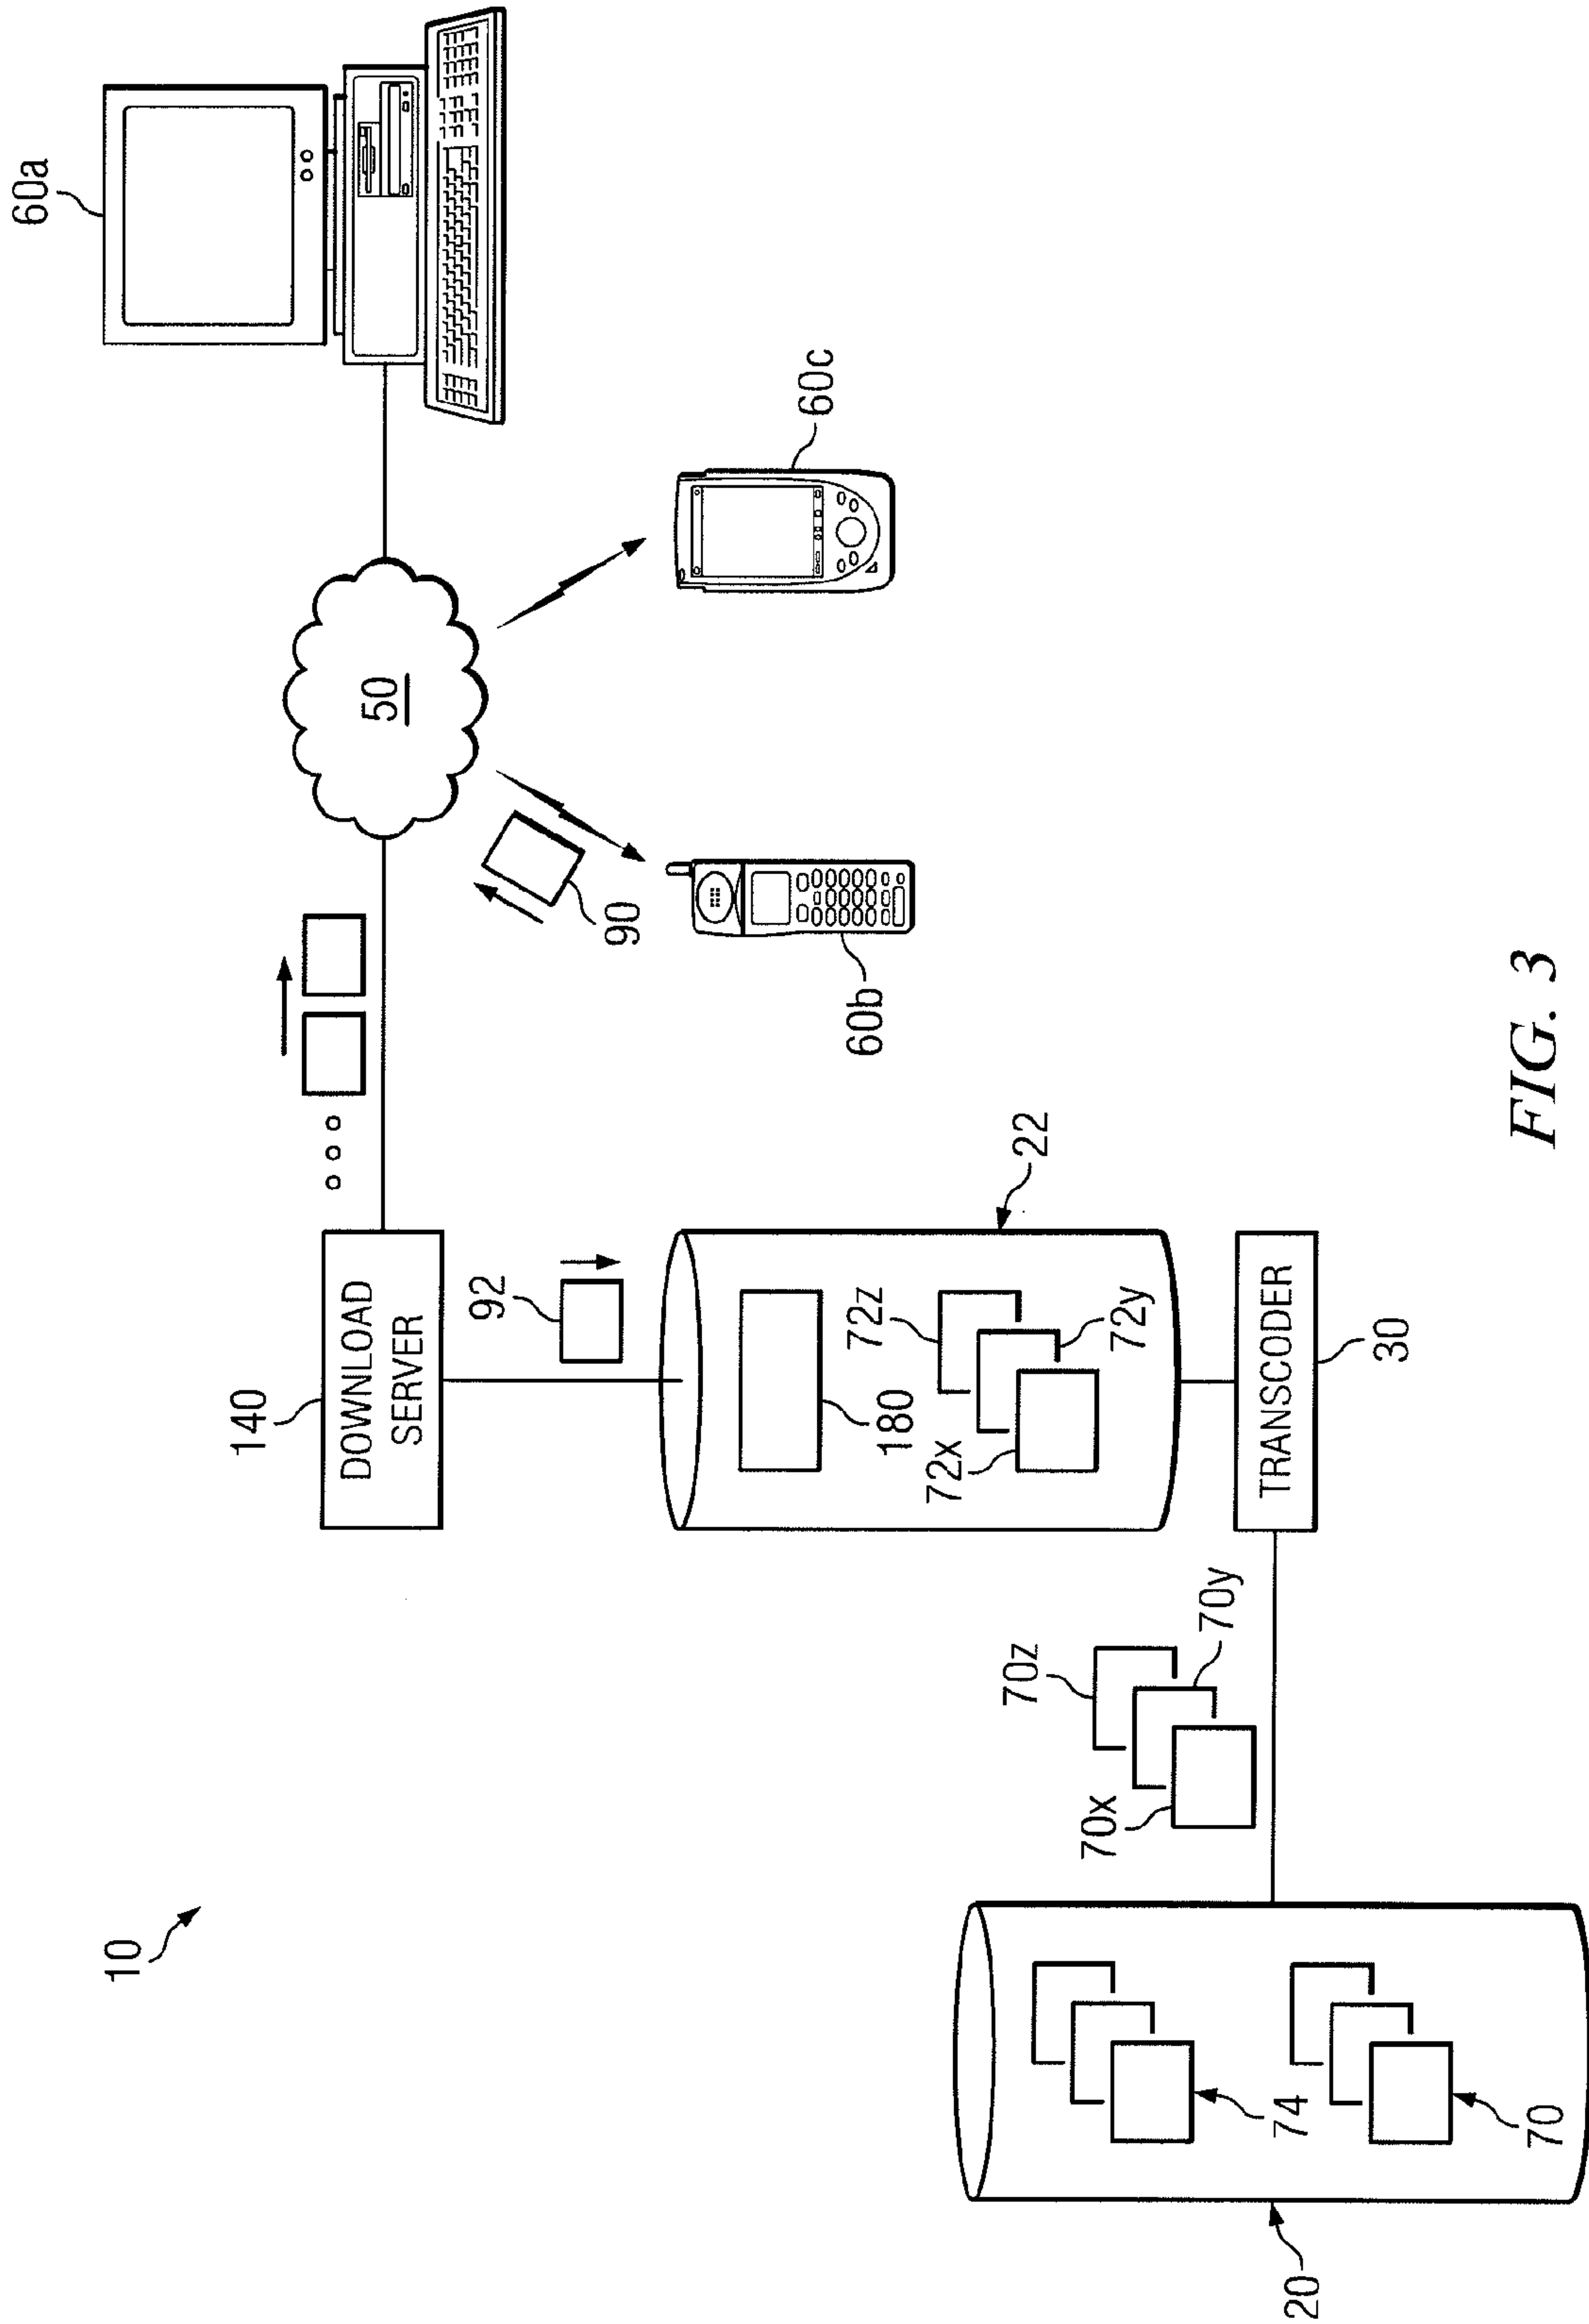 10
20
74
70
70x
70z
70y
TRANSCODER
30
140
DOWNLOAD
SERVER
92
180
72x
72z
72y
22
50
90
60b
60c
60a
FIG. 3